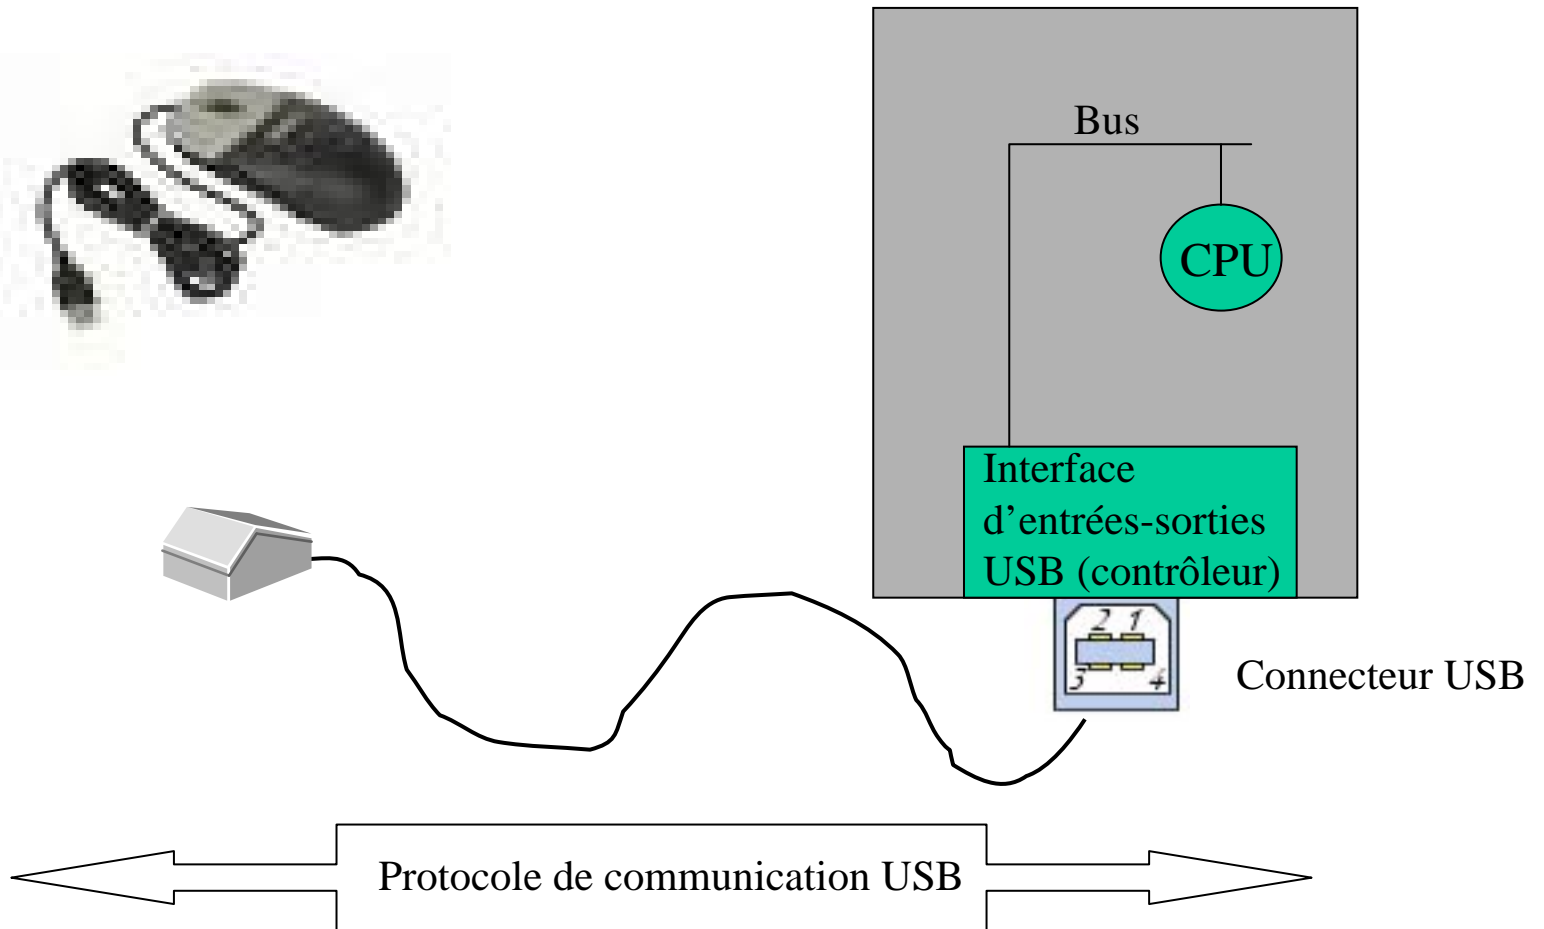 Bus
CPU
Interface
d’entrées-sorties
USB (contrôleur)
2 1
3 4
Connecteur USB
Protocole de communication USB